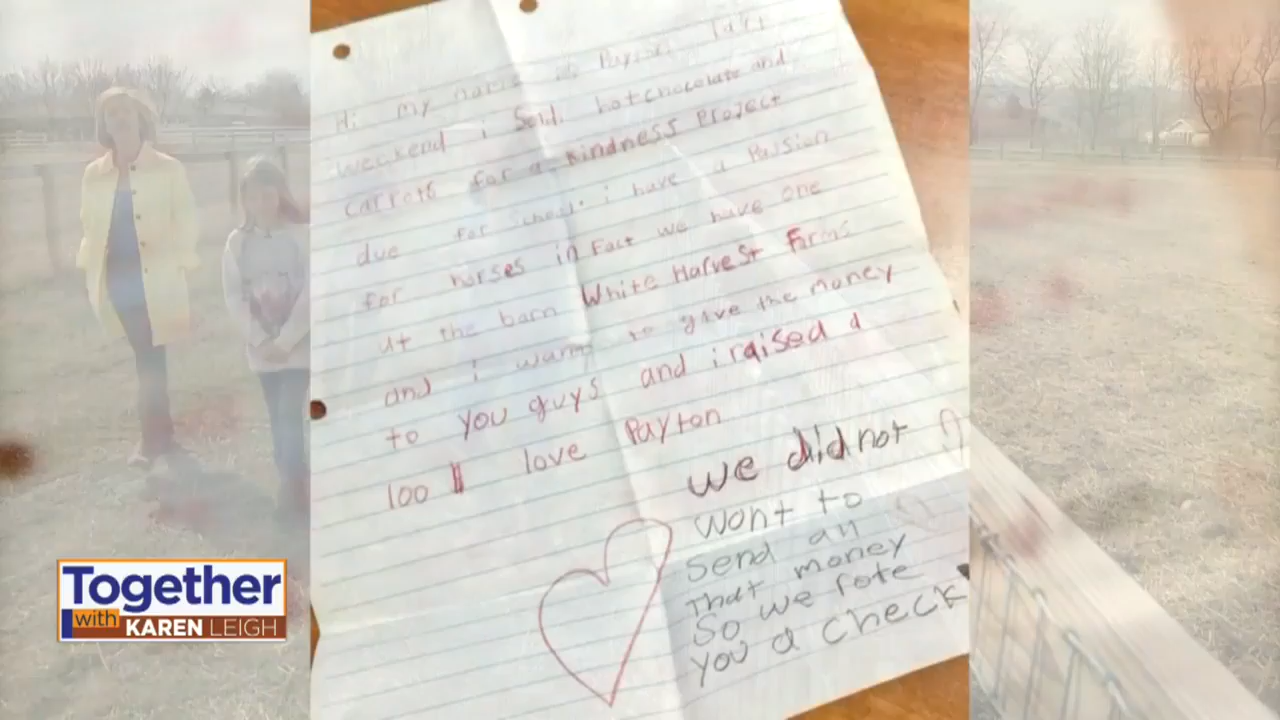 Hi my name is Payton
weekend i sold hotchocolate and
carrots for a kindness Project
due for school. i have a Passion
for horses in Fact we have one
at the barn White Harvest Farms
and i want to give the money
to you guys and i raised a
100 love Payton
we did not
wont to
send all
that money
So we rote
you a check
Together
with KAREN LEIGH